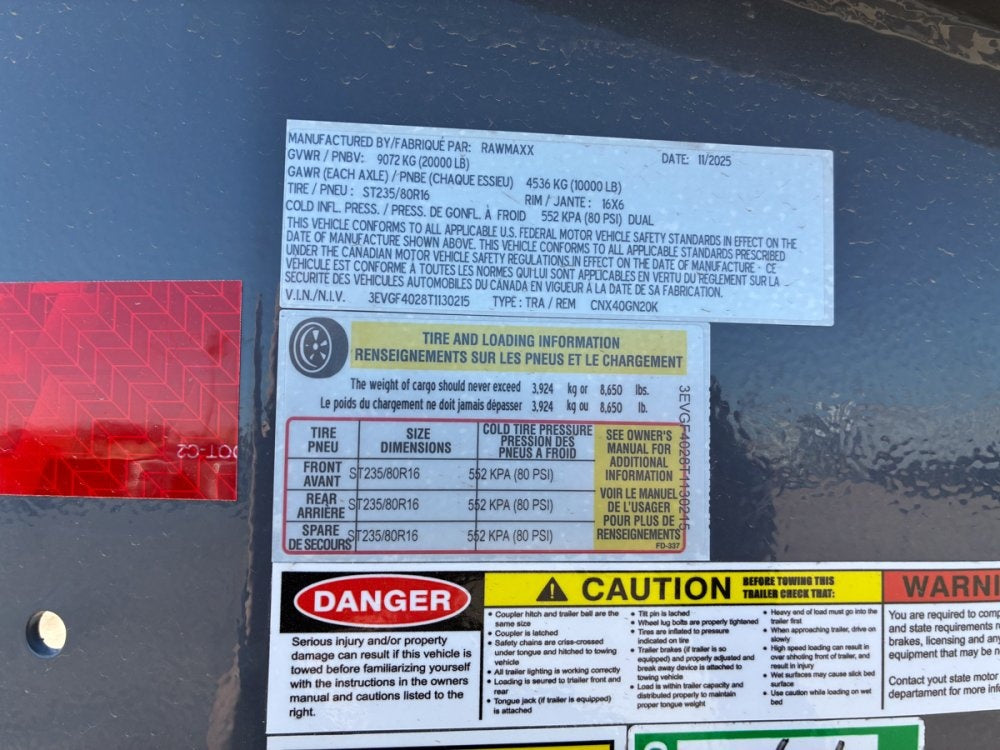 MANUFACTURED BY/FABRIQUÉ PAR: RAWMAXX DATE: 11/2025
GVWR / PNBV: 9072 KG (20000 LB)
GAWR (EACH AXLE) / PNBE (CHAQUE ESSIEU) 4536 KG (10000 LB)
TIRE / PNEU : ST235/80R16 RIM / JANTE : 16X6
COLD INFL. PRESS. / PRESS. DE GONFL. À FROID 552 KPA (80 PSI) DUAL
THIS VEHICLE CONFORMS TO ALL APPLICABLE U.S. FEDERAL MOTOR VEHICLE SAFETY STANDARDS IN EFFECT ON THE
DATE OF MANUFACTURE SHOWN ABOVE. THIS VEHICLE CONFORMS TO ALL APPLICABLE STANDARDS PRESCRIBED
UNDER THE CANADIAN MOTOR VEHICLE SAFETY REGULATIONS.IN EFFECT ON THE DATE OF MANUFACTURE · CE
VÉHICULE EST CONFORME À TOUTES LES NORMES QUI LUI SONT APPLICABLES EN VERTU DU RÈGLEMENT SUR LA
SÉCURITÉ DES VÉHICULES AUTOMOBILES DU CANADA EN VIGUEUR À LA DATE DE SA FABRICATION.
V.I.N./N.I.V. 3EVGF4028T1130215 TYPE : TRA / REM CNX40GN20K
DOT-C2
TIRE AND LOADING INFORMATION
RENSEIGNEMENTS SUR LES PNEUS ET LE CHARGEMENT
The weight of cargo should never exceed 3,924 kg or 8,650 lbs.
Le poids du chargement ne doit jamais dépasser 3,924 kg ou 8,650 lb.
TIRE
PNEU
SIZE
DIMENSIONS
COLD TIRE PRESSURE
PRESSION DES
PNEUS A FROID
FRONT
AVANT
ST235/80R16 552 KPA (80 PSI)
REAR
ARRIÈRE
ST235/80R16 552 KPA (80 PSI)
SPARE
DE SECOURS
ST235/80R16 552 KPA (80 PSI)
SEE OWNER'S
MANUAL FOR
ADDITIONAL
INFORMATION
VOIR LE MANUEL
DE L'USAGER
POUR PLUS DE
RENSEIGNEMENTS
FD-337
3EVGF4028T1130215
DANGER
Serious injury and/or property
damage can result if this vehicle is
towed before familiarizing yourself
with the instructions in the owners
manual and cautions listed to the
right.
CAUTION BEFORE TOWING THIS
TRAILER CHECK THAT:
• Coupler hitch and trailer ball are the
same size
• Coupler is latched
• Safety chains are criss-crossed
under tongue and hitched to towing
vehicle
• All trailer lighting is working correctly
• Loading is seured to trailer front and
rear
• Tongue jack (if trailer is equipped)
is attached
• Tilt pin is lached
• Wheel lug bolts are properly tightened
• Tires are inflated to pressure
indicated on tire
• Trailer brakes (if trailer is so
equipped) and properly adjusted and
break away device is attached to
towing vehicle
• Load is within trailer capacity and
distributed properly to maintain
proper tongue weight
• Heavy end of load must go into the
trailer first
• When approaching trailer, drive on
slowly
• High speed loading can result in
over shholing front of trailer, and
result in injury
• Wet surfaces may cause slick bed
surface
• Use caution while loading on wet
bed
WARNI
You are required to comp
and state requirements r
brakes, licensing and any
equipment that may be n
Contact yout state motor
departament for more info